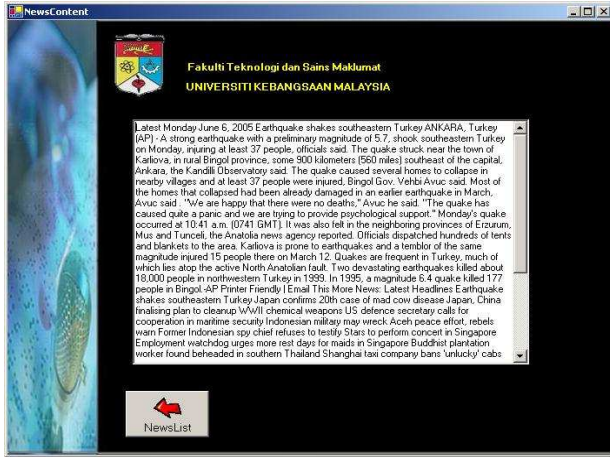 NewsContent
Fakulti Teknologi dan Sains Maklumat
UNIVERSITI KEBANGSAAN MALAYSIA
Latest Monday June 6, 2005 Earthquake shakes southeastern Turkey ANKARA, Turkey
(AP) - A strong earthquake with a preliminary magnitude of 5.7, shook southeastern Turkey
on Monday, injuring at least 37 people, officials said. The quake struck near the town of
Karliova, in rural Bingol province, some 900 kilometers (560 miles) southeast of the capital,
Ankara, the Kandilli Observatory said. The quake caused several homes to collapse in
nearby villages and at least 37 people were injured, Bingol Gov. Vehbi Avuc said. Most of
the homes that collapsed had been already damaged in an earlier earthquake in March,
Avuc said . "We are happy that there were no deaths," Avuc he said. "The quake has
caused quite a panic and we are trying to provide psychological support." Monday's quake
occurred at 10:41 a.m. (0741 GMT). It was also felt in the neighboring provinces of Erzurum,
Mus and Tunceli, the Anatolia news agency reported. Officials dispatched hundreds of tents
and blankets to the area. Karliova is prone to earthquakes and a temblor of the same
magnitude injured 15 people there on March 12. Quakes are frequent in Turkey, much of
which lies atop the active North Anatolian fault. Two devastating earthquakes killed about
18,000 people in northwestern Turkey in 1999. In 1995, a magnitude 6.4 quake killed 177
people in Bingol.-AP Printer Friendly | Email This More News: Latest Headlines Earthquake
shakes southeastern Turkey Japan confirms 20th case of mad cow disease Japan, China
finalising plan to cleanup WWII chemical weapons US defence secretary calls for
cooperation in maritime security Indonesian military may wreck Aceh peace effort, rebels
warn Former Indonesian spy chief refuses to testify Stars to perform concert in Singapore
Employment watchdog urges more rest days for maids in Singapore Buddhist plantation
worker found beheaded in southern Thailand Shanghai taxi company bans 'unlucky' cabs
NewsList